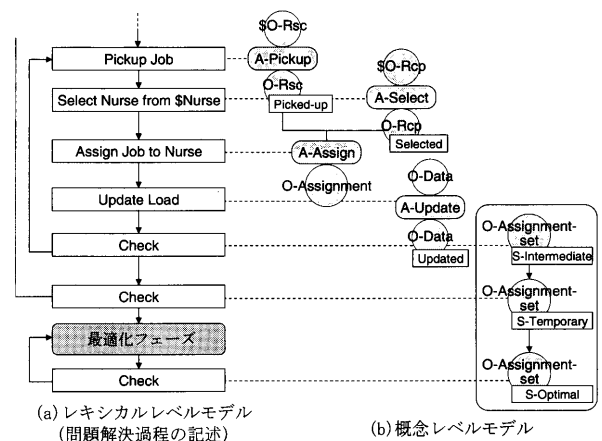 $O-Rsc
Pickup Job
A-Pickup
$O-Rcp
O-Rsc
Picked-up
Select Nurse from $Nurse
A-Select
O-Rcp
Selected
Assign Job to Nurse
A-Assign
O-Assignment
O-Data
Update Load
A-Update
O-Data
Updated
Check
O-Assignment-
set
S-Intermediate
Check
O-Assignment-
set
S-Temporary
最適化フェーズ
Check
O-Assignment-
set
S-Optimal
(a)レキシカルレベルモデル
(問題解決過程の記述)
(b)概念レベルモデル